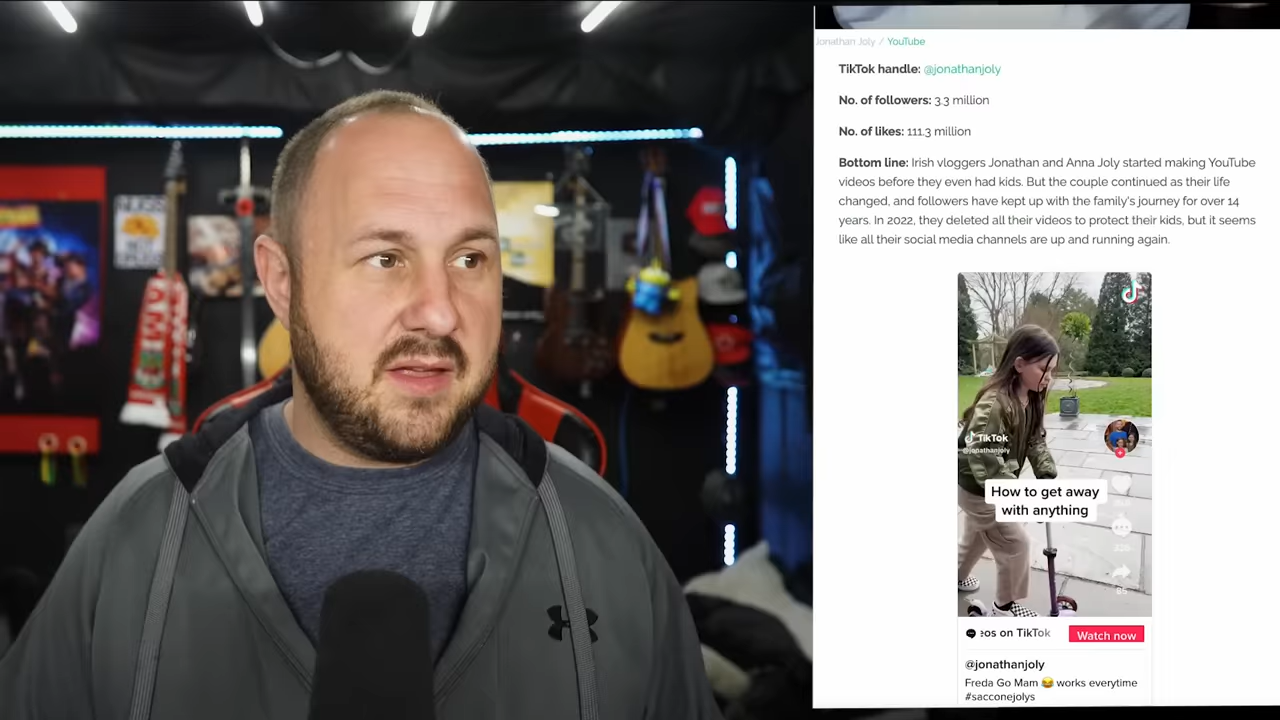 Jonathan Joly / YouTube
TikTok handle: @jonathanjoly
No. of followers: 3.3 million
No. of likes: 111.3 million
Bottom line: Irish vloggers Jonathan and Anna Joly started making YouTube
videos before they even had kids. But the couple continued as their life
changed, and followers have kept up with the family's journey for over 14
years. In 2022, they deleted all their videos to protect their kids, but it seems
like all their social media channels are up and running again.
TikTok
@jonathanjoly
How to get away
with anything
85
eos on TikTok
Watch now
@jonathanjoly
Freda Go Mam 😂 works everytime
#sacconejolys